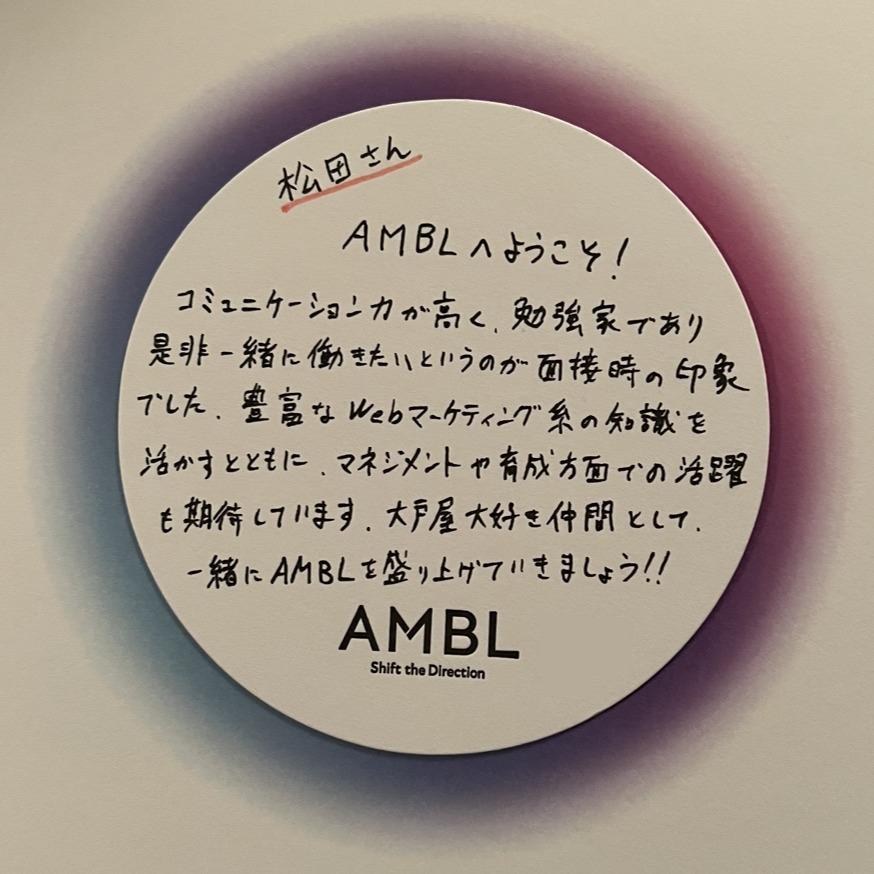 松田さん
AMBLへようこそ!
コミュニケーション力が高く、勉強家であり
是非一緒に働きたいというのが面接時の印象
でした。豊富なWebマーケティング系の知識を
活かすとともに、マネジメントや育成方面での活躍
も期待しています。大戸屋大好き仲間として、
一緒にAMBLを盛り上げていきましょう!!
AMBL
Shift the Direction